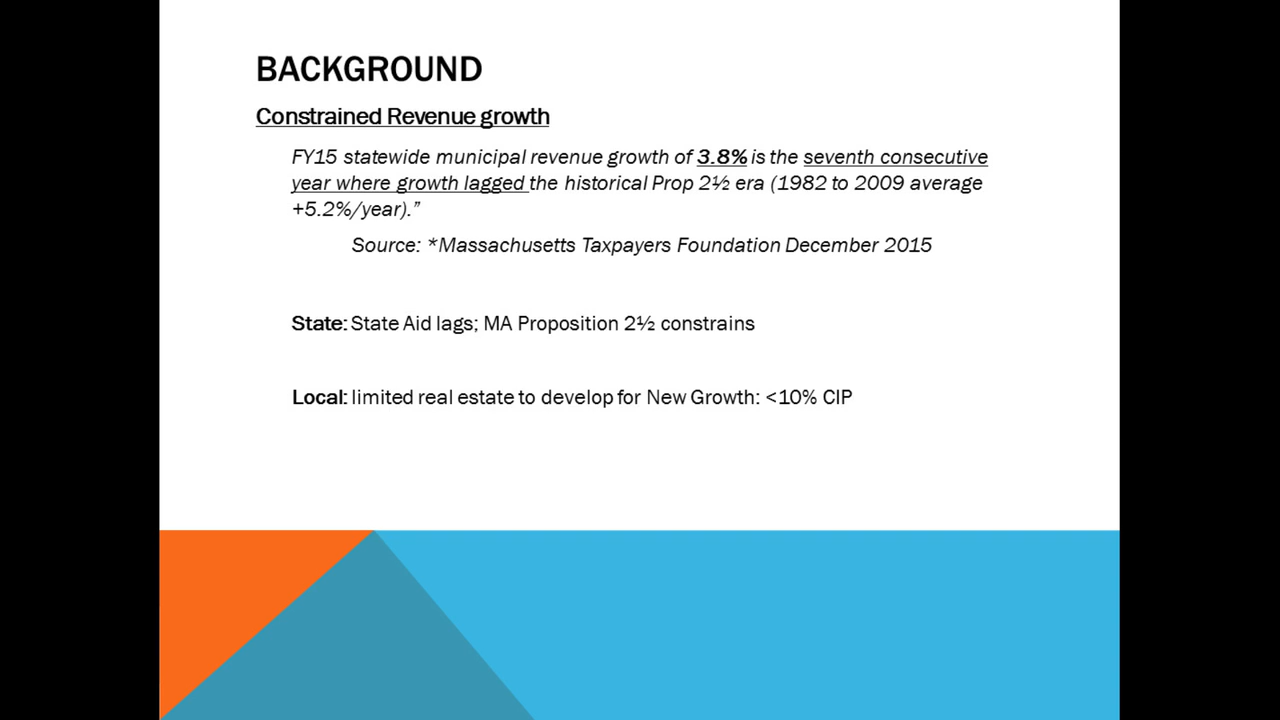 BACKGROUND
Constrained Revenue growth
FY15 statewide municipal revenue growth of 3.8% is the seventh consecutive
year where growth lagged the historical Prop 2½ era (1982 to 2009 average
+5.2%/year).”
Source: *Massachusetts Taxpayers Foundation December 2015
State: State Aid lags; MA Proposition 2½ constrains
Local: limited real estate to develop for New Growth: <10% CIP